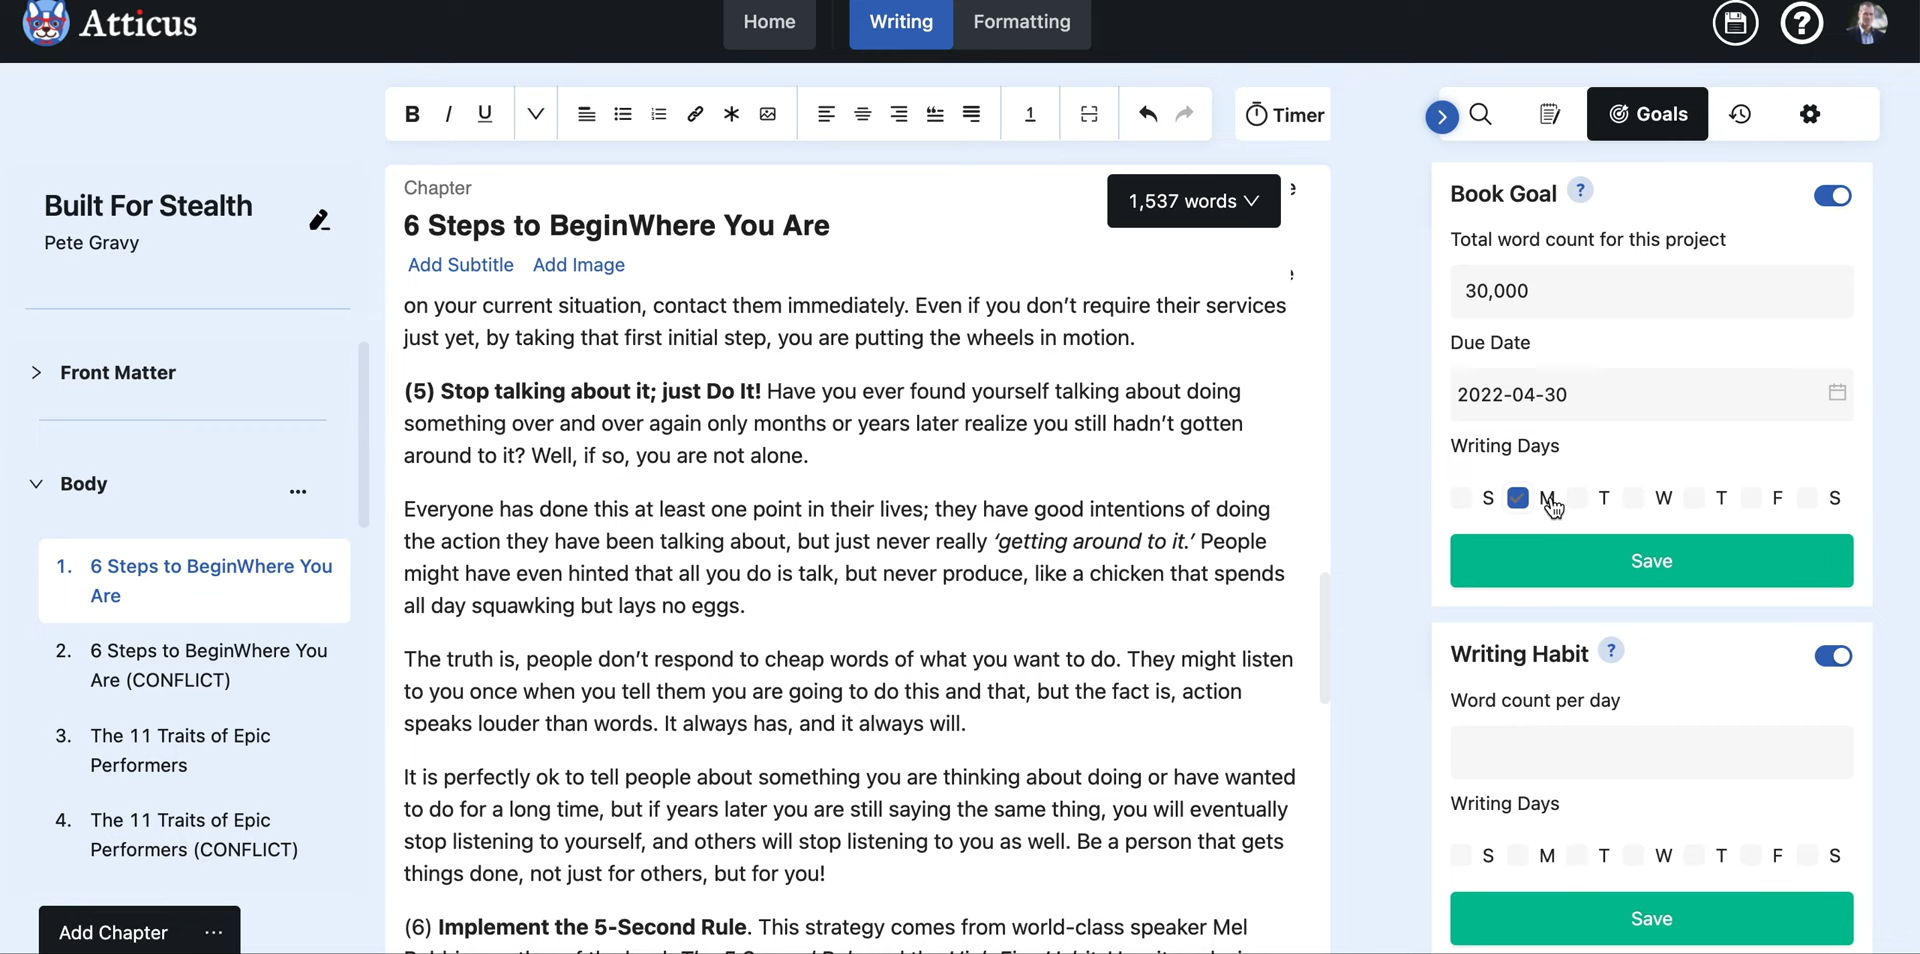 Atticus
Home
Writing
Formatting
B I U
1
Timer
Goals
Built For Stealth
Pete Gravy
Front Matter
Body
...
1. 6 Steps to BeginWhere You
Are
2. 6 Steps to BeginWhere You
Are (CONFLICT)
3. The 11 Traits of Epic
Performers
4. The 11 Traits of Epic
Performers (CONFLICT)
Add Chapter ...
Chapter
1,537 words
6 Steps to BeginWhere You Are
Add Subtitle Add Image
on your current situation, contact them immediately. Even if you don’t require their services
just yet, by taking that first initial step, you are putting the wheels in motion.
(5) Stop talking about it; just Do It! Have you ever found yourself talking about doing
something over and over again only months or years later realize you still hadn’t gotten
around to it? Well, if so, you are not alone.
Everyone has done this at least one point in their lives; they have good intentions of doing
the action they have been talking about, but just never really ‘getting around to it.’ People
might have even hinted that all you do is talk, but never produce, like a chicken that spends
all day squawking but lays no eggs.
The truth is, people don’t respond to cheap words of what you want to do. They might listen
to you once when you tell them you are going to do this and that, but the fact is, action
speaks louder than words. It always has, and it always will.
It is perfectly ok to tell people about something you are thinking about doing or have wanted
to do for a long time, but if years later you are still saying the same thing, you will eventually
stop listening to yourself, and others will stop listening to you as well. Be a person that gets
things done, not just for others, but for you!
(6) Implement the 5-Second Rule. This strategy comes from world-class speaker Mel
Book Goal ?
Total word count for this project
30,000
Due Date
2022-04-30
Writing Days
S M T W T F S
Save
Writing Habit ?
Word count per day
Writing Days
S M T W T F S
Save